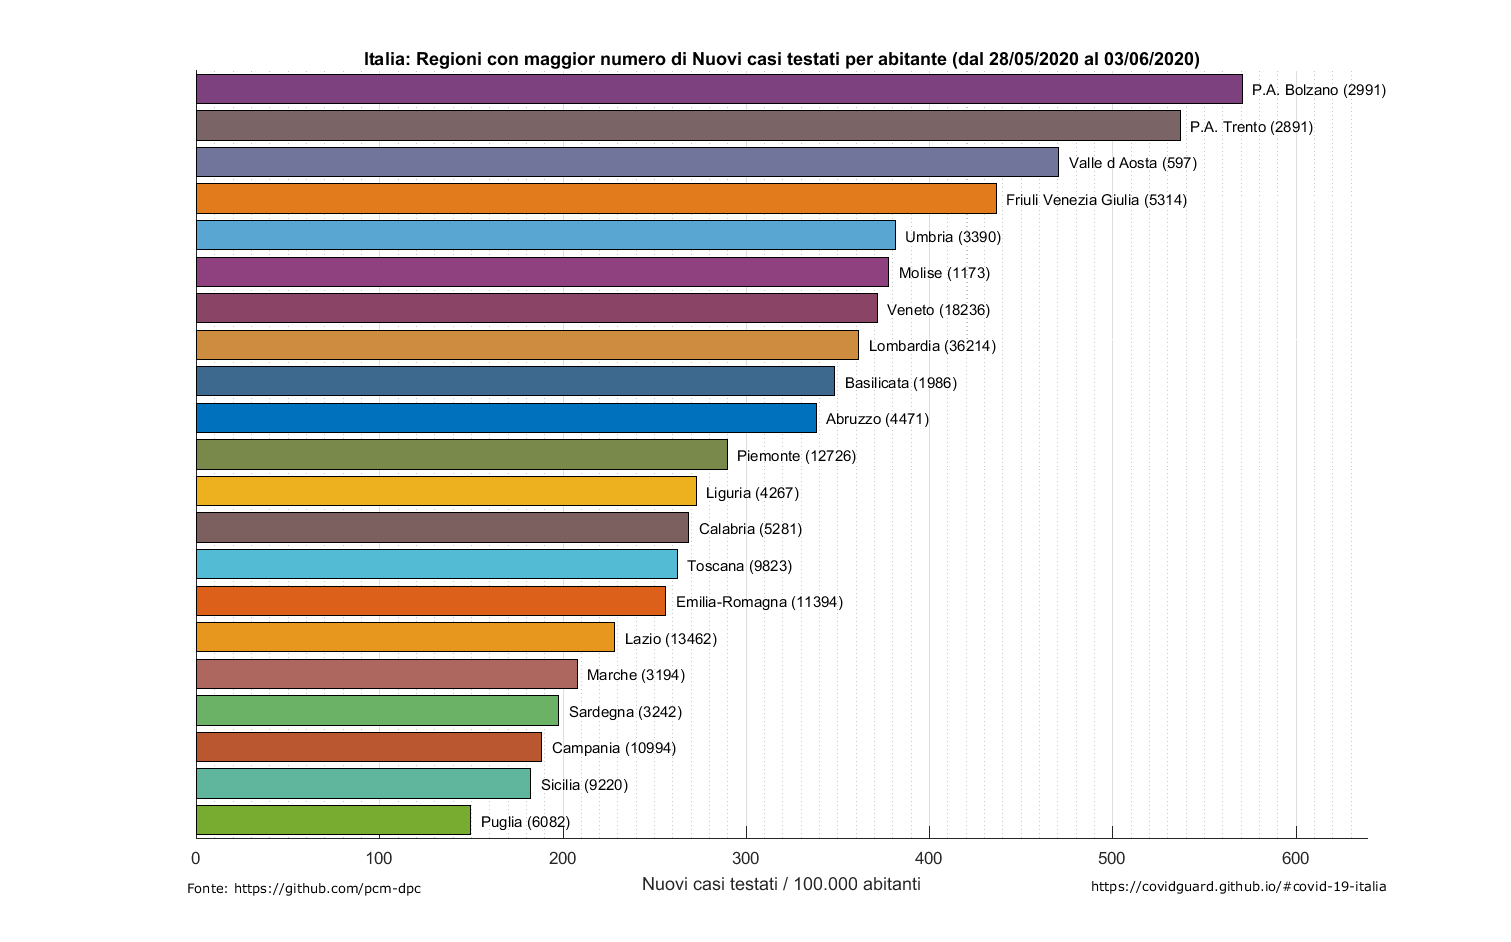 Italia: Regioni con maggior numero di Nuovi casi testati per abitante (dal 28/05/2020 al 03/06/2020)
P.A. Bolzano (2991)
P.A. Trento (2891)
Valle d Aosta (597)
Friuli Venezia Giulia (5314)
Umbria (3390)
Molise (1173)
Veneto (18236)
Lombardia (36214)
Basilicata (1986)
Abruzzo (4471)
Piemonte (12726)
Liguria (4267)
Calabria (5281)
Toscana (9823)
Emilia-Romagna (11394)
Lazio (13462)
Marche (3194)
Sardegna (3242)
Campania (10994)
Sicilia (9220)
Puglia (6082)
0 100 200 300 400 500 600
Nuovi casi testati / 100.000 abitanti
Fonte: https://github.com/pcm-dpc
https://covidguard.github.io/#covid-19-italia